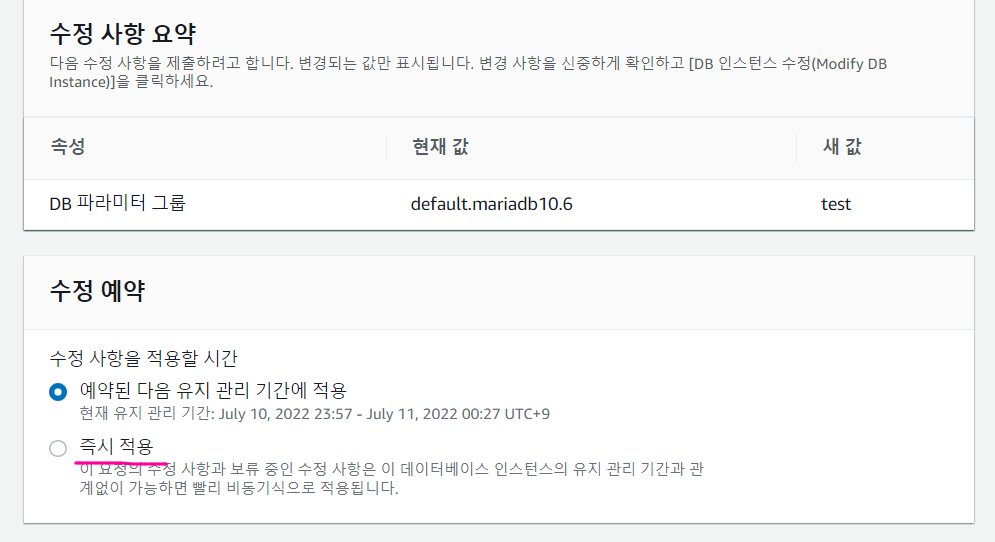 수정 사항 요약
다음 수정 사항을 제출하려고 합니다. 변경되는 값만 표시됩니다. 변경 사항을 신중하게 확인하고 [DB 인스턴스 수정(Modify DB
Instance)]을 클릭하세요.
속성 현재 값 새 값
DB 파라미터 그룹 default.mariadb10.6 test
수정 예약
수정 사항을 적용할 시간
예약된 다음 유지 관리 기간에 적용
현재 유지 관리 기간: July 10, 2022 23:57 - July 11, 2022 00:27 UTC+9
즉시 적용
이 요청의 수정 사항과 보류 중인 수정 사항은 이 데이터베이스 인스턴스의 유지 관리 기간과 관
계없이 가능하면 빨리 비동기식으로 적용됩니다.